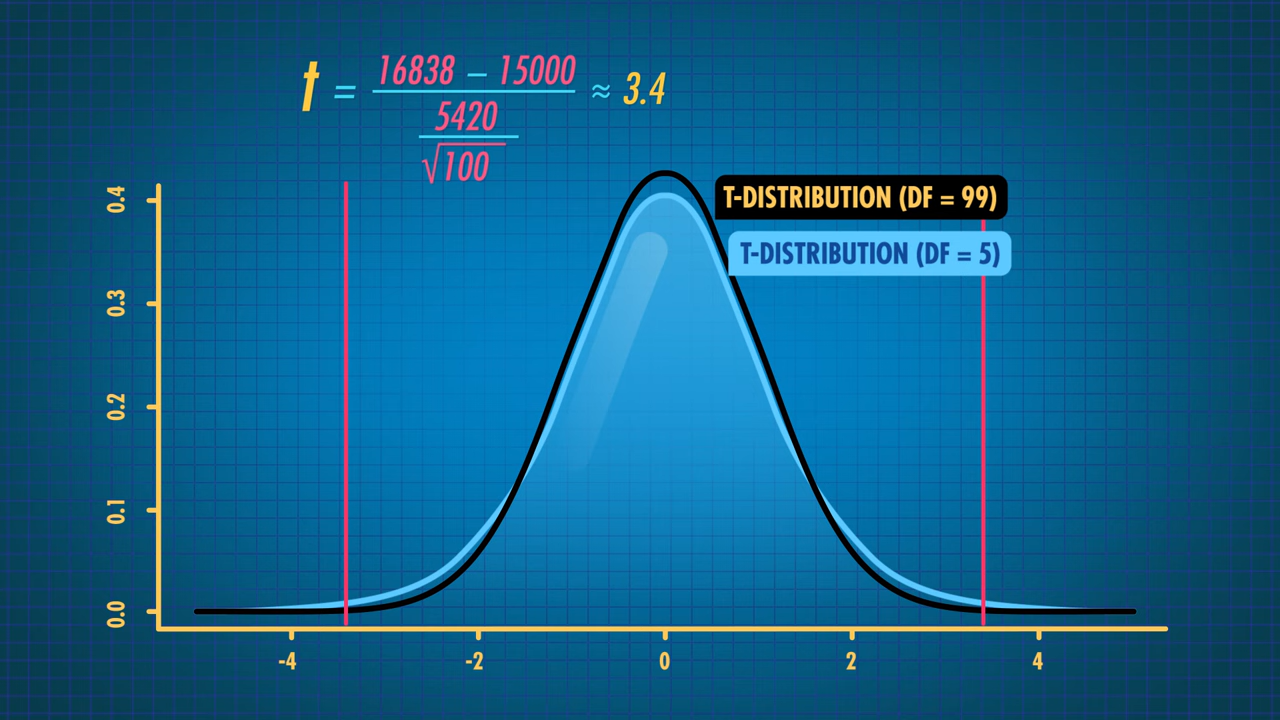 t = 16838 – 15000 ≈ 3.4
5420
√100
T-DISTRIBUTION (DF = 99)
T-DISTRIBUTION (DF = 5)
0.4
0.3
0.2
0.1
0.0
-4 -2 0 2 4